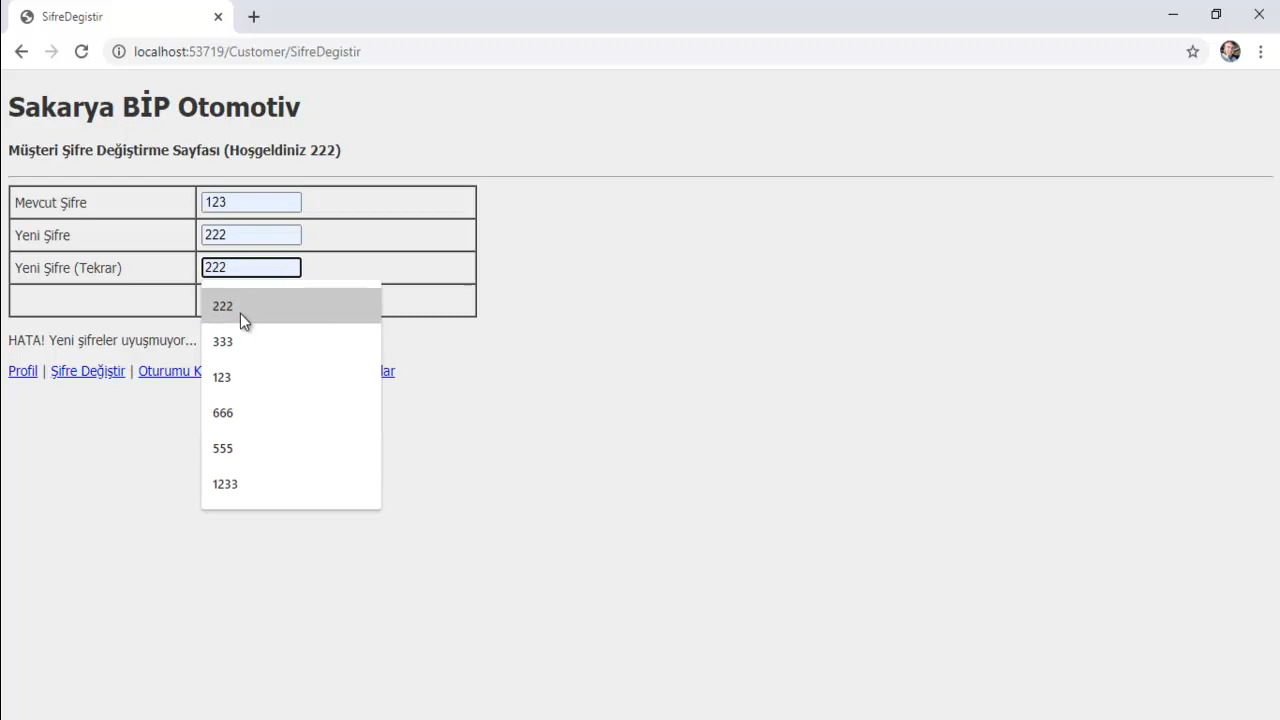 SifreDegistir
localhost:53719/Customer/SifreDegistir
Sakarya BİP Otomotiv
Müşteri Şifre Değiştirme Sayfası (Hoşgeldiniz 222)
Mevcut Şifre 123
Yeni Şifre 222
Yeni Şifre (Tekrar) 222
222
HATA! Yeni şifreler uyuşmuyor...
333
Profil | Şifre Değiştir | Oturumu K
lar
123
666
555
1233